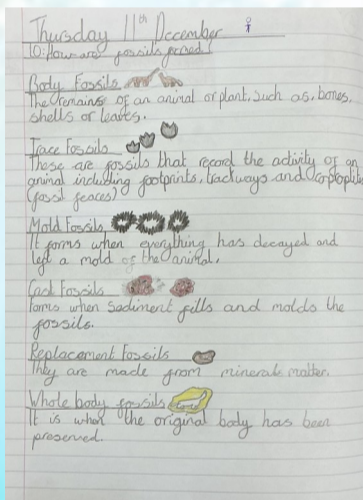 Thursday 11th December
LO: How are fossils formed
Body Fossils
The remains of an animal or plant, such as, bones,
shells or leaves.
Trace Fossils
These are fossils that record the activity of an
animal including footprints, trackways and coprolite
(fossil feaces)
Mold Fossils
It forms when everything has decayed and
left a mold of the animal.
Cast Fossils
Forms when sediment fills and molds the
fossils.
Replacement Fossils
They are made from minerals matter.
Whole body fossils
It is when the original body has been
preserved.